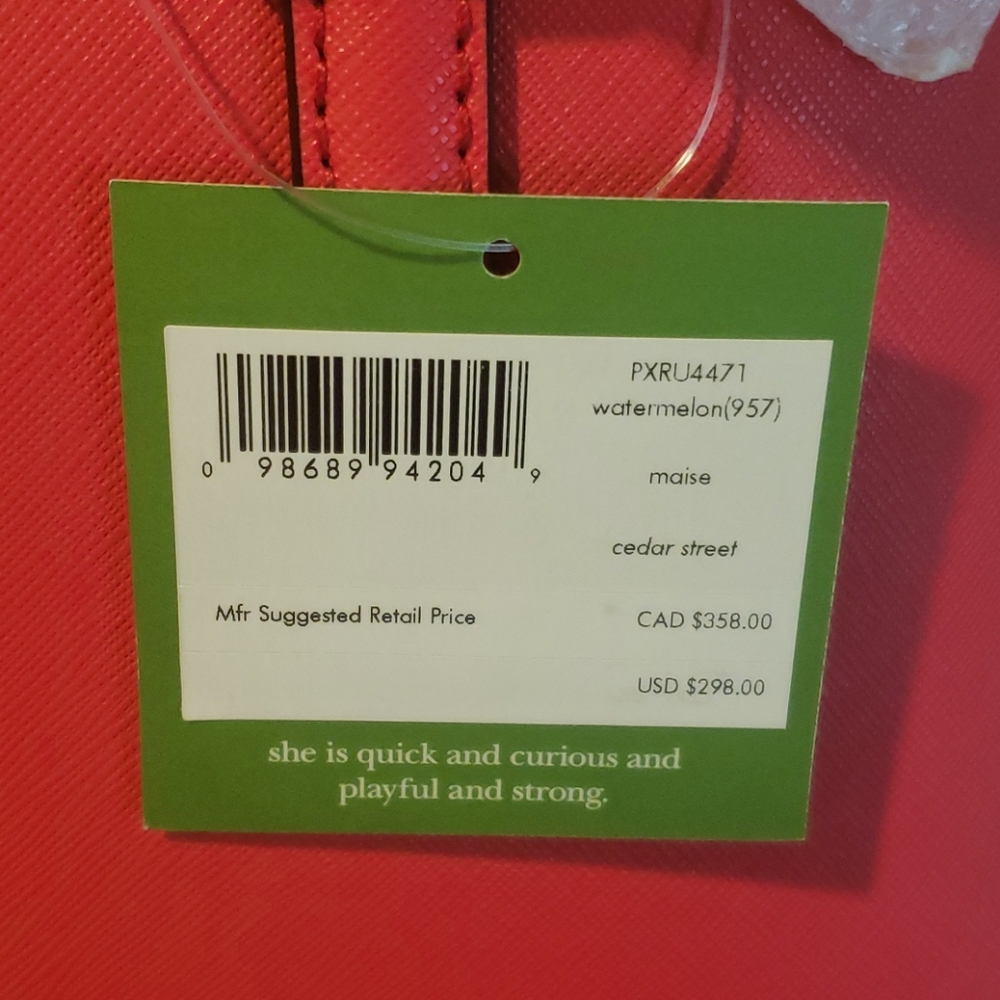 PXRU4471
watermelon(957)
0 98689 94204 9
maise
cedar street
Mfr Suggested Retail Price CAD $358.00
USD $298.00
she is quick and curious and
playful and strong.